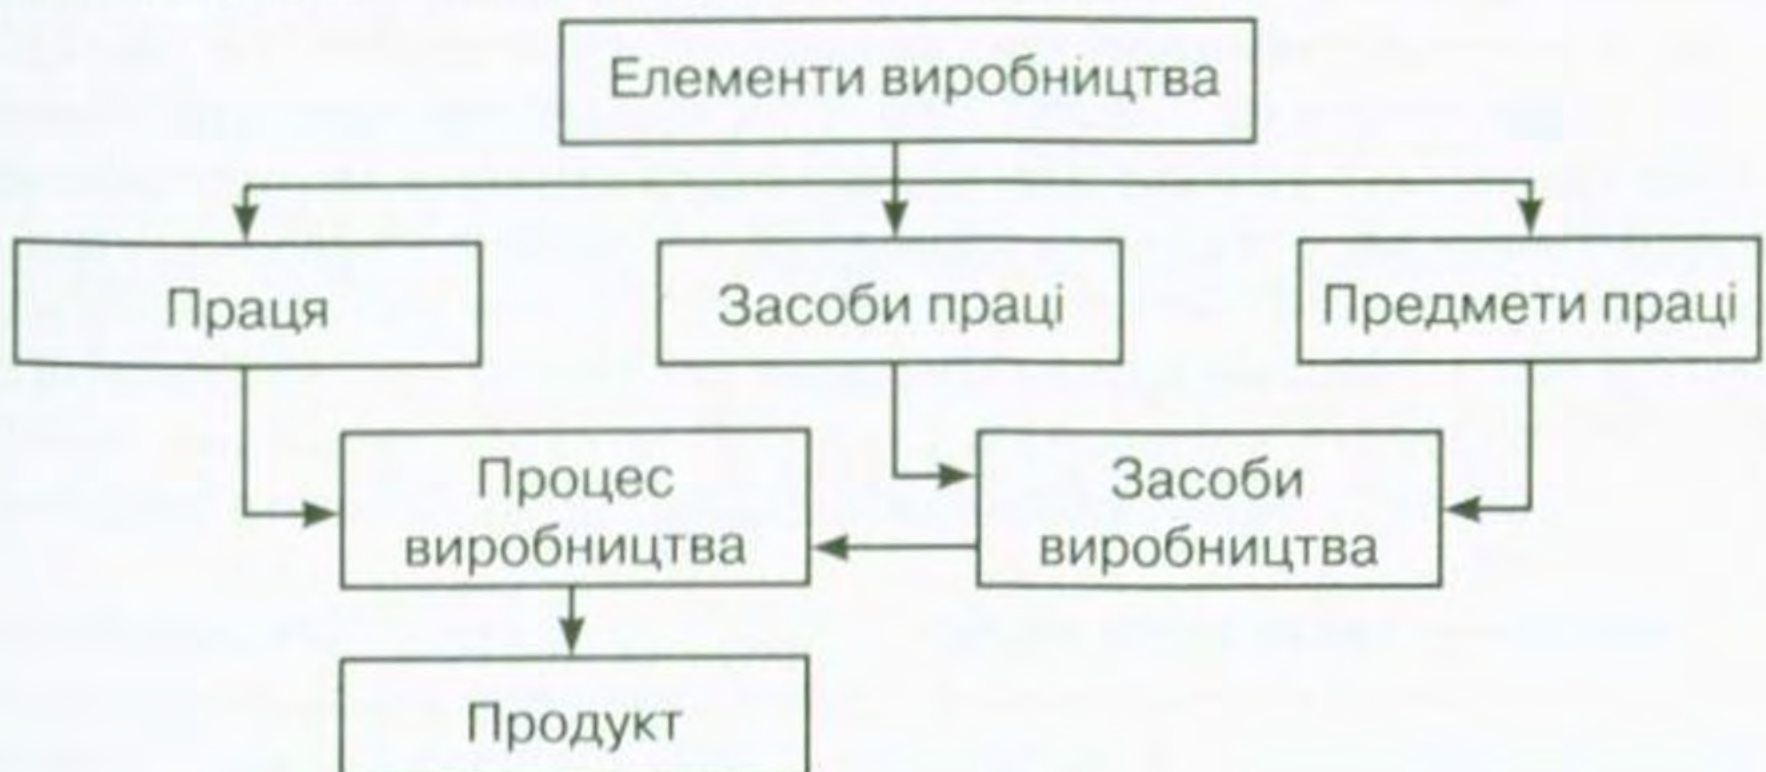 Елементи виробництва
Праця
Засоби праці
Предмети праці
Процес
виробництва
Засоби
виробництва
Продукт